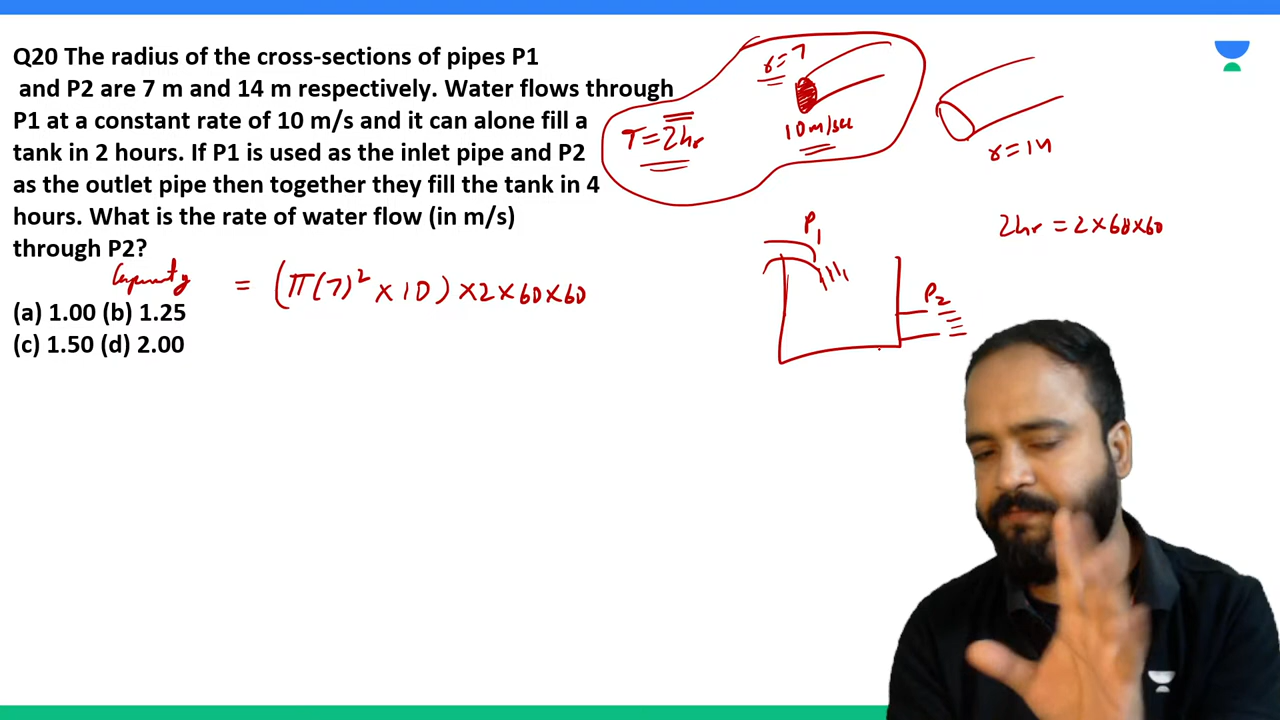 Q20 The radius of the cross-sections of pipes P1
and P2 are 7 m and 14 m respectively. Water flows through
P1 at a constant rate of 10 m/s and it can alone fill a
tank in 2 hours. If P1 is used as the inlet pipe and P2
as the outlet pipe then together they fill the tank in 4
hours. What is the rate of water flow (in m/s)
through P2?
(a) 1.00 (b) 1.25
(c) 1.50 (d) 2.00
Capacity = (π(7)² × 10) × 2 × 60 × 60
T = 2hr
r = 7
10 m/sec
r = 14
2hr = 2 × 60 × 60
P1
P2